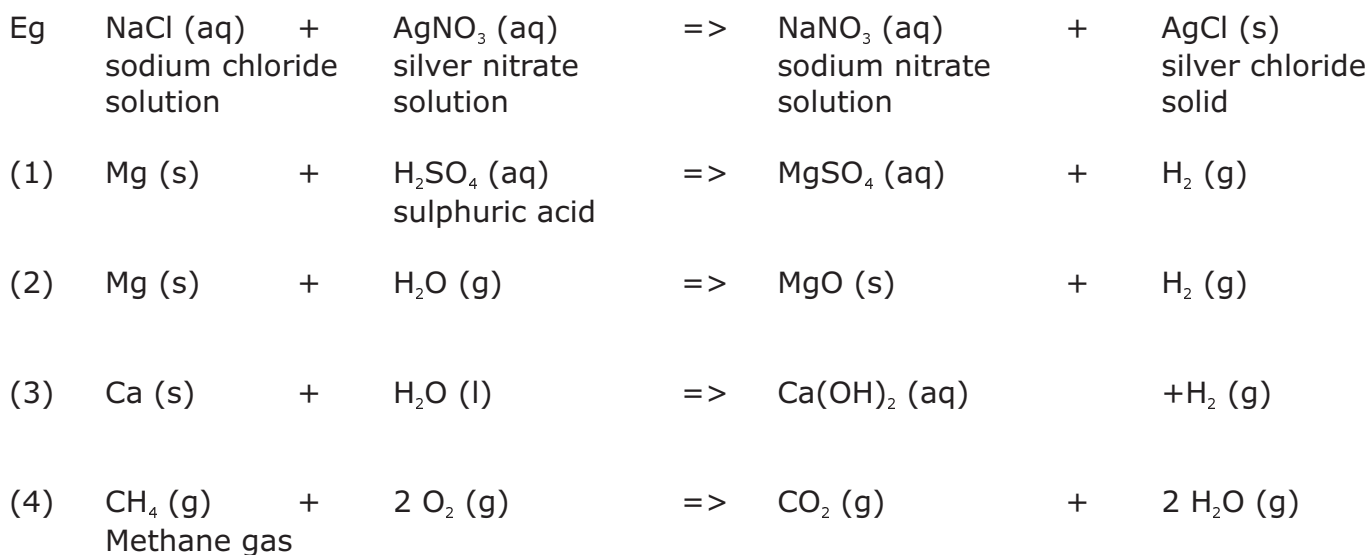 Eg NaCl (aq) + AgNO₃ (aq) => NaNO₃ (aq) + AgCl (s)
sodium chloride silver nitrate sodium nitrate silver chloride
solution solution solution solid
(1) Mg (s) + H₂SO₄ (aq) => MgSO₄ (aq) + H₂ (g)
sulphuric acid
(2) Mg (s) + H₂O (g) => MgO (s) + H₂ (g)
(3) Ca (s) + H₂O (l) => Ca(OH)₂ (aq) +H₂ (g)
(4) CH₄ (g) + 2 O₂ (g) => CO₂ (g) + 2 H₂O (g)
Methane gas